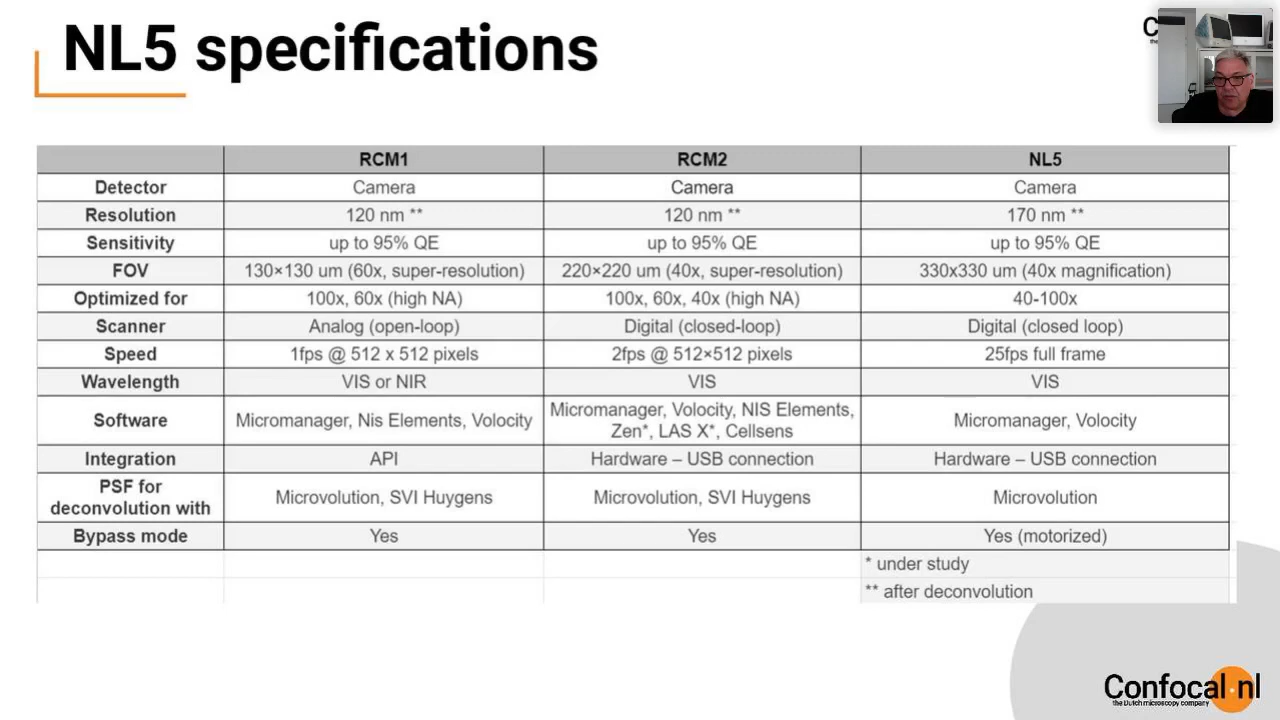 NL5 specifications
RCM1 RCM2 NL5
Detector Camera Camera Camera
Resolution 120 nm ** 120 nm ** 170 nm **
Sensitivity up to 95% QE up to 95% QE up to 95% QE
FOV 130×130 um (60x, super-resolution) 220×220 um (40x, super-resolution) 330x330 um (40x magnification)
Optimized for 100x, 60x (high NA) 100x, 60x, 40x (high NA) 40-100x
Scanner Analog (open-loop) Digital (closed-loop) Digital (closed loop)
Speed 1fps @ 512 x 512 pixels 2fps @ 512×512 pixels 25fps full frame
Wavelength VIS or NIR VIS VIS
Software Micromanager, Nis Elements, Volocity Micromanager, Volocity, NIS Elements,
Zen*, LAS X*, Cellsens Micromanager, Volocity
Integration API Hardware – USB connection Hardware – USB connection
PSF for
deconvolution with Microvolution, SVI Huygens Microvolution, SVI Huygens Microvolution
Bypass mode Yes Yes Yes (motorized)
* under study
** after deconvolution
Confocal.nl
the Dutch microscopy company